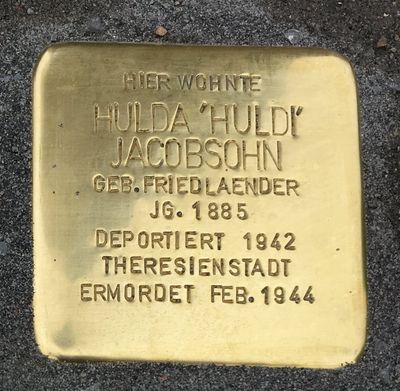 HIER WOHNTE
HULDA 'HULDI'
JACOBSOHN
GEB. FRIEDLAENDER
JG. 1885
DEPORTIERT 1942
THERESIENSTADT
ERMORDET FEB. 1944